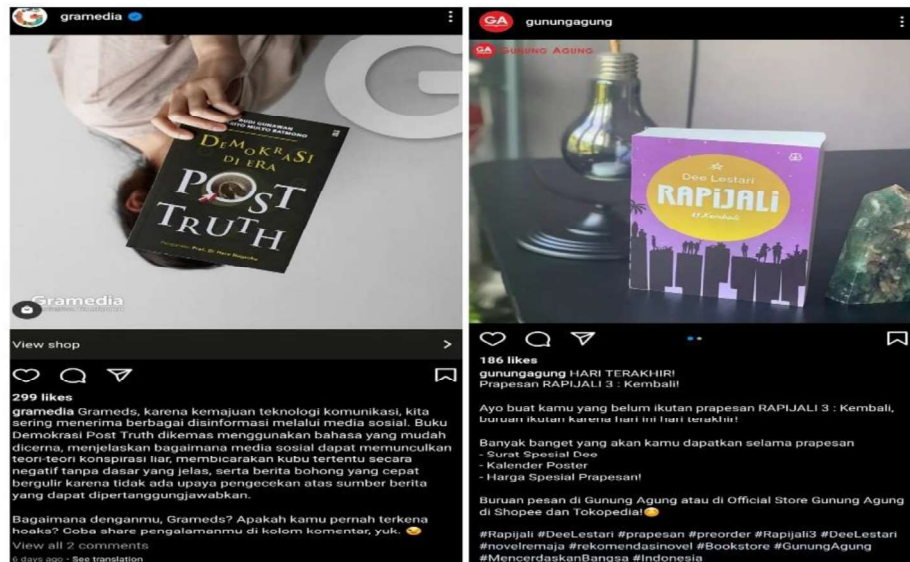 gramedia
BUDI GUNAWAN
BARITO MULYO RATMONO
DEMOKRASI
DI ERA
POST
TRUTH
Gramedia
View shop
299 likes
gramedia Grameds, karena kemajuan teknologi komunikasi, kita
sering menerima berbagai disinformasi melalui media sosial. Buku
Demokrasi Post Truth dikemas menggunakan bahasa yang mudah
dicerna, menjelaskan bagaimana media sosial dapat memunculkan
teori-teori konspirasi liar, membicarakan kubu tertentu secara
negatif tanpa dasar yang jelas, serta berita bohong yang cepat
bergulir karena tidak ada upaya pengecekan atas sumber berita
yang dapat dipertanggungjawabkan.
Bagaimana denganmu, Grameds? Apakah kamu pernah terkena
hoaks? Coba share pengalamanmu di kolom komentar, yuk. 😉
View all 2 comments
6 days ago · See translation
GA
gunungagung
GA GUNUNG AGUNG
Dee Lestari
RAPIJALI
Kembali
186 likes
gunungagung HARI TERAKHIR!
Prapesan RAPIJALI 3 : Kembali!
Ayo buat kamu yang belum ikutan prapesan RAPIJALI 3 : Kembali,
buruan ikutan karena hari ini hari terakhir!
Banyak banget yang akan kamu dapatkan selama prapesan
- Surat Spesial Dee
- Kalender Poster
- Harga Spesial Prapesan!
Buruan pesan di Gunung Agung atau di Official Store Gunung Agung
di Shopee dan Tokopedia!😊
#Rapijali #DeeLestari #prapesan #preorder #Rapijali3 #DeeLestari
#novelremaja #rekomendasinovel #Bookstore #GunungAgung
#MencerdaskanBangsa #Indonesia